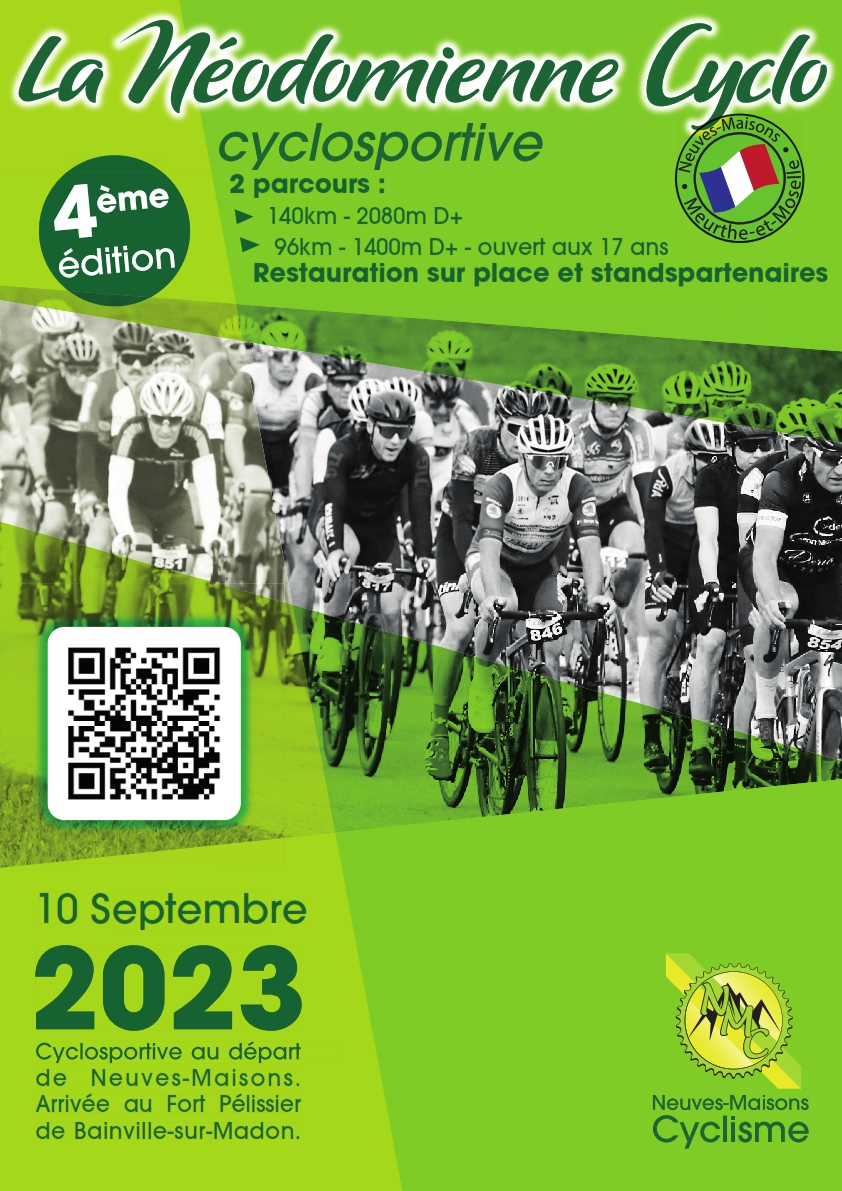 La Néodomienne Cyclo
cyclosportive
2 parcours :
140km - 2080m D+
96km - 1400m D+ - ouvert aux 17 ans
Restauration sur place et standspartenaires
4ème
édition
• Neuves-Maisons •
Meurthe-et-Moselle
851
846
854
10 Septembre
2023
Cyclosportive au départ
de Neuves-Maisons.
Arrivée au Fort Pélissier
de Bainville-sur-Madon.
NMC
Neuves-Maisons
Cyclisme